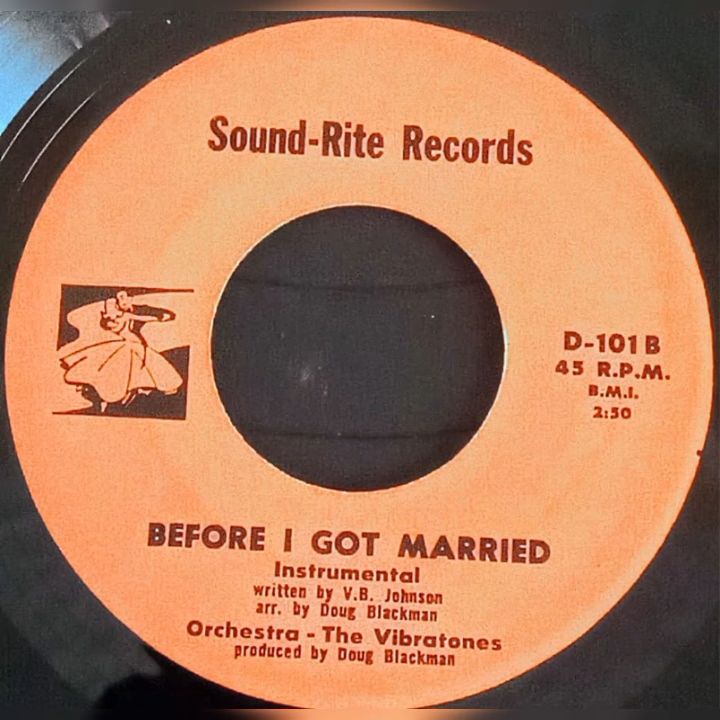 Sound-Rite Records
D-101 B
45 R.P.M.
B.M.I.
2:50
BEFORE I GOT MARRIED
Instrumental
written by V.B. Johnson
arr. by Doug Blackman
Orchestra - The Vibratones
produced by Doug Blackman